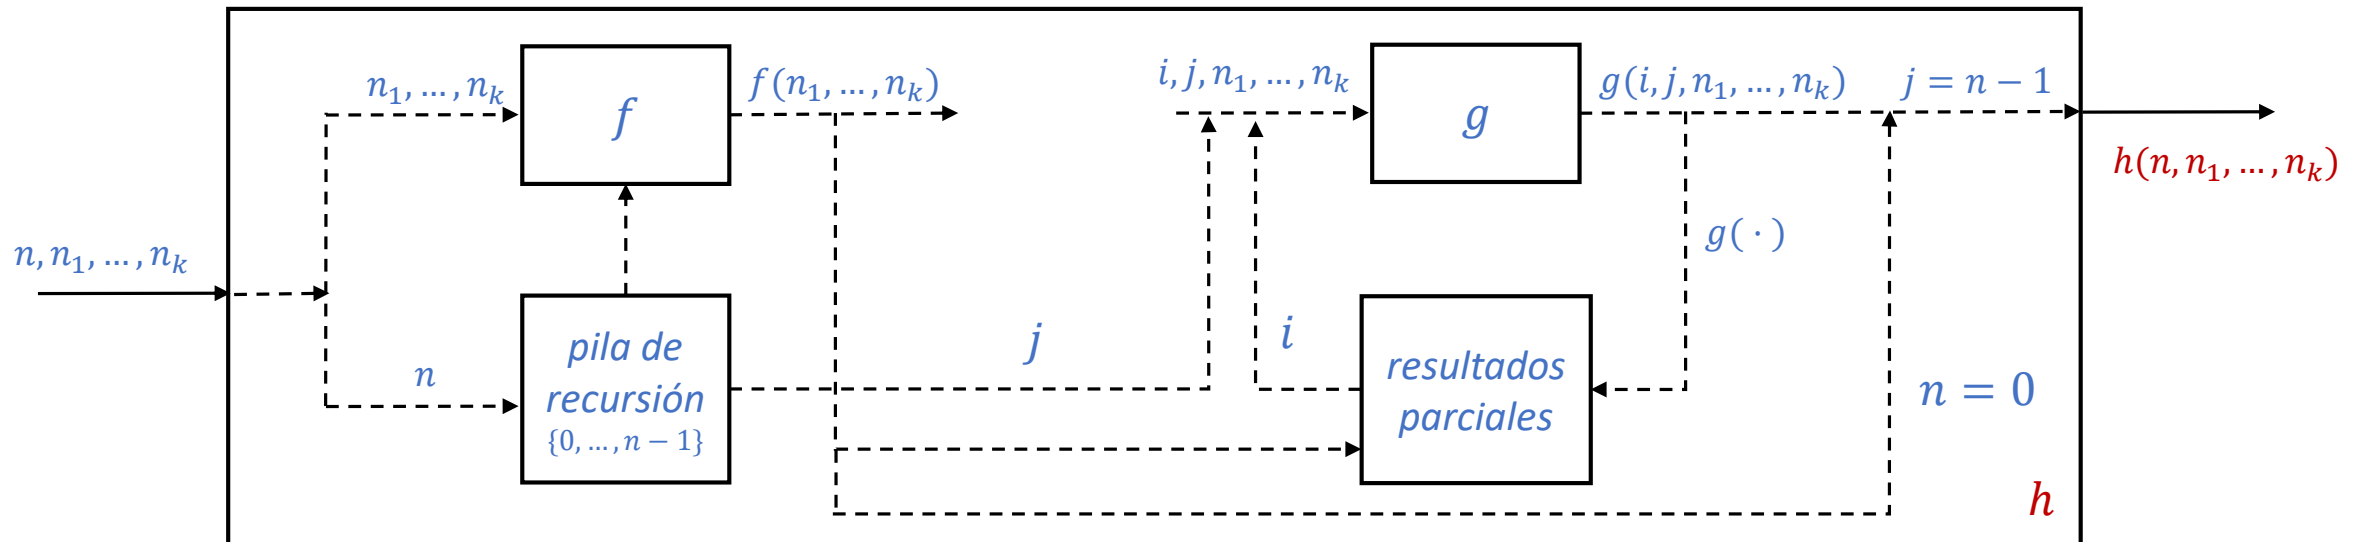 n, n₁, …, nₖ
n₁, …, nₖ
f
f(n₁, …, nₖ)
n
pila de
recursión
{0, …, n − 1}
j
i, j, n₁, …, nₖ
g
g(i, j, n₁, …, nₖ)
j = n − 1
g( · )
i
resultados
parciales
n = 0
h
h(n, n₁, …, nₖ)